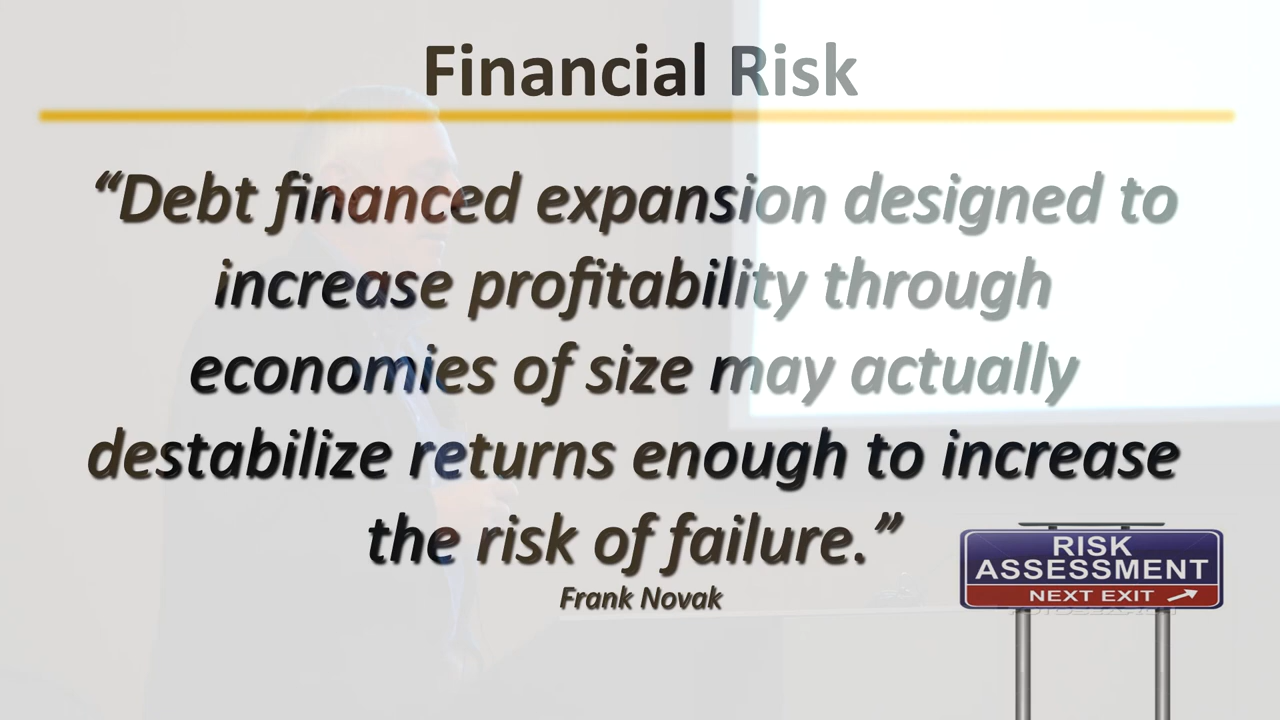 Financial Risk
“Debt financed expansion designed to
increase profitability through
economies of size may actually
destabilize returns enough to increase
the risk of failure.”
Frank Novak
RISK
ASSESSMENT
NEXT EXIT